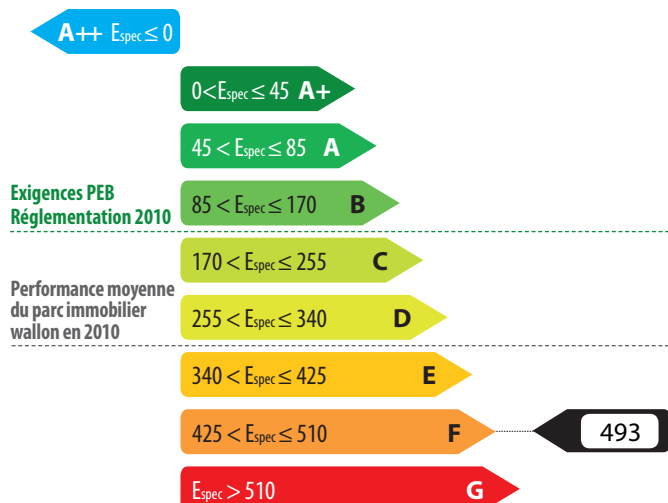 A++ Espec ≤ 0
0<Espec ≤ 45 A+
45 < Espec ≤ 85 A
Exigences PEB
Réglementation 2010
85 < Espec ≤ 170 B
170 < Espec ≤ 255 C
Performance moyenne
du parc immobilier
wallon en 2010
255 < Espec ≤ 340 D
340 < Espec ≤ 425 E
425 < Espec ≤ 510 F
493
Espec > 510 G